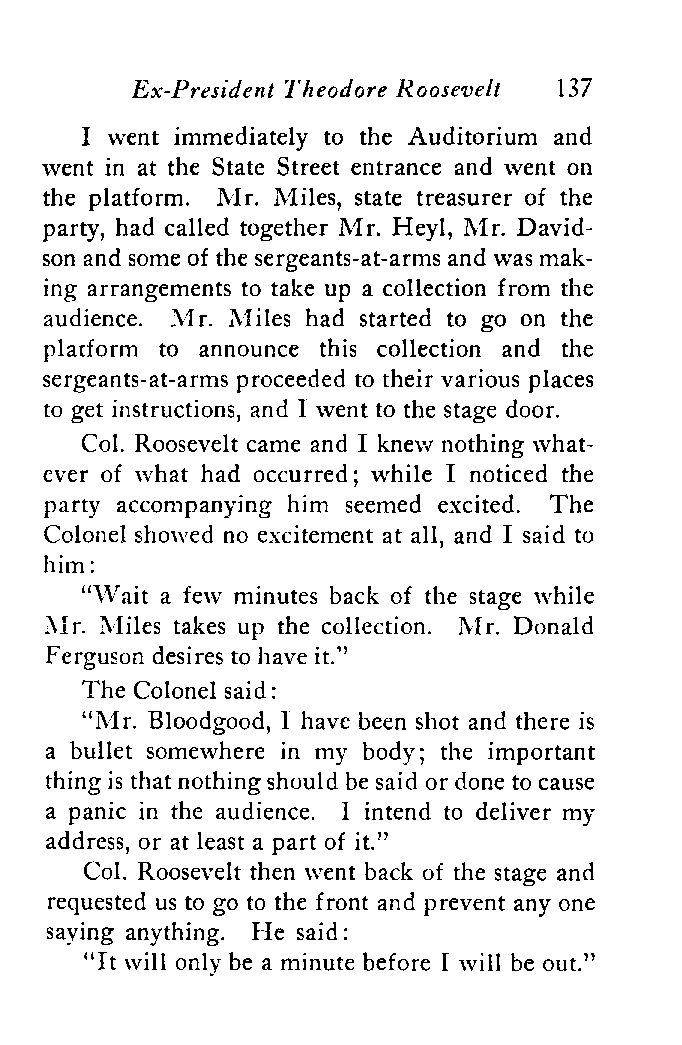 Ex-President Theodore Roosevelt 137
I went immediately to the Auditorium and
went in at the State Street entrance and went on
the platform. Mr. Miles, state treasurer of the
party, had called together Mr. Heyl, Mr. David-
son and some of the sergeants-at-arms and was mak-
ing arrangements to take up a collection from the
audience. Mr. Miles had started to go on the
platform to announce this collection and the
sergeants-at-arms proceeded to their various places
to get instructions, and I went to the stage door.
Col. Roosevelt came and I knew nothing what-
ever of what had occurred; while I noticed the
party accompanying him seemed excited. The
Colonel showed no excitement at all, and I said to
him:
"Wait a few minutes back of the stage while
Mr. Miles takes up the collection. Mr. Donald
Ferguson desires to have it."
The Colonel said:
"Mr. Bloodgood, I have been shot and there is
a bullet somewhere in my body; the important
thing is that nothing should be said or done to cause
a panic in the audience. I intend to deliver my
address, or at least a part of it."
Col. Roosevelt then went back of the stage and
requested us to go to the front and prevent any one
saying anything. He said:
"It will only be a minute before I will be out."